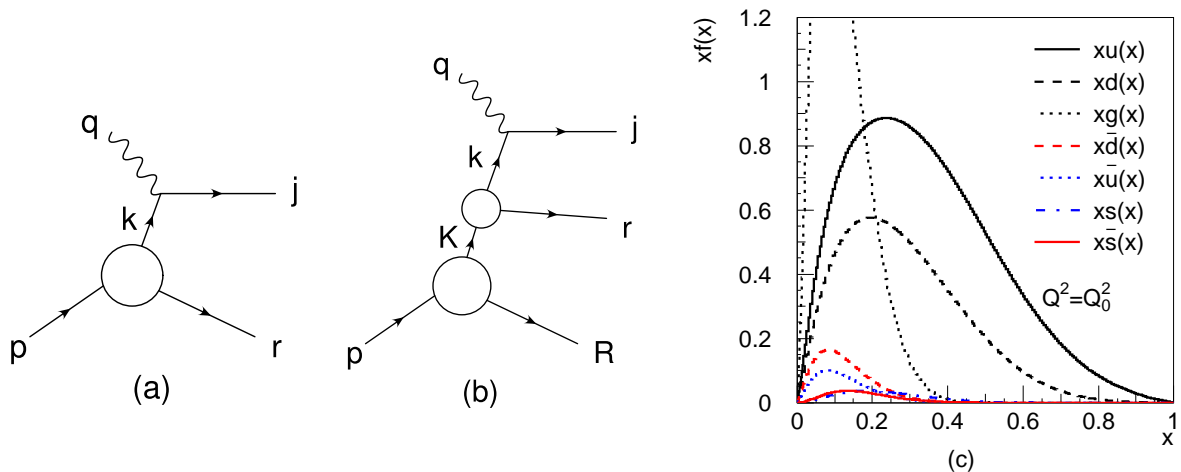 q
k
j
p
r
(a)
q
k
j
K
r
p
R
(b)
xf(x)
1.2
1
0.8
0.6
0.4
0.2
0
0 0.2 0.4 0.6 0.8 1
x
xu(x)
xd(x)
xg(x)
xd̄(x)
xū(x)
xs(x)
xs̄(x)
Q²=Q₀²
(c)